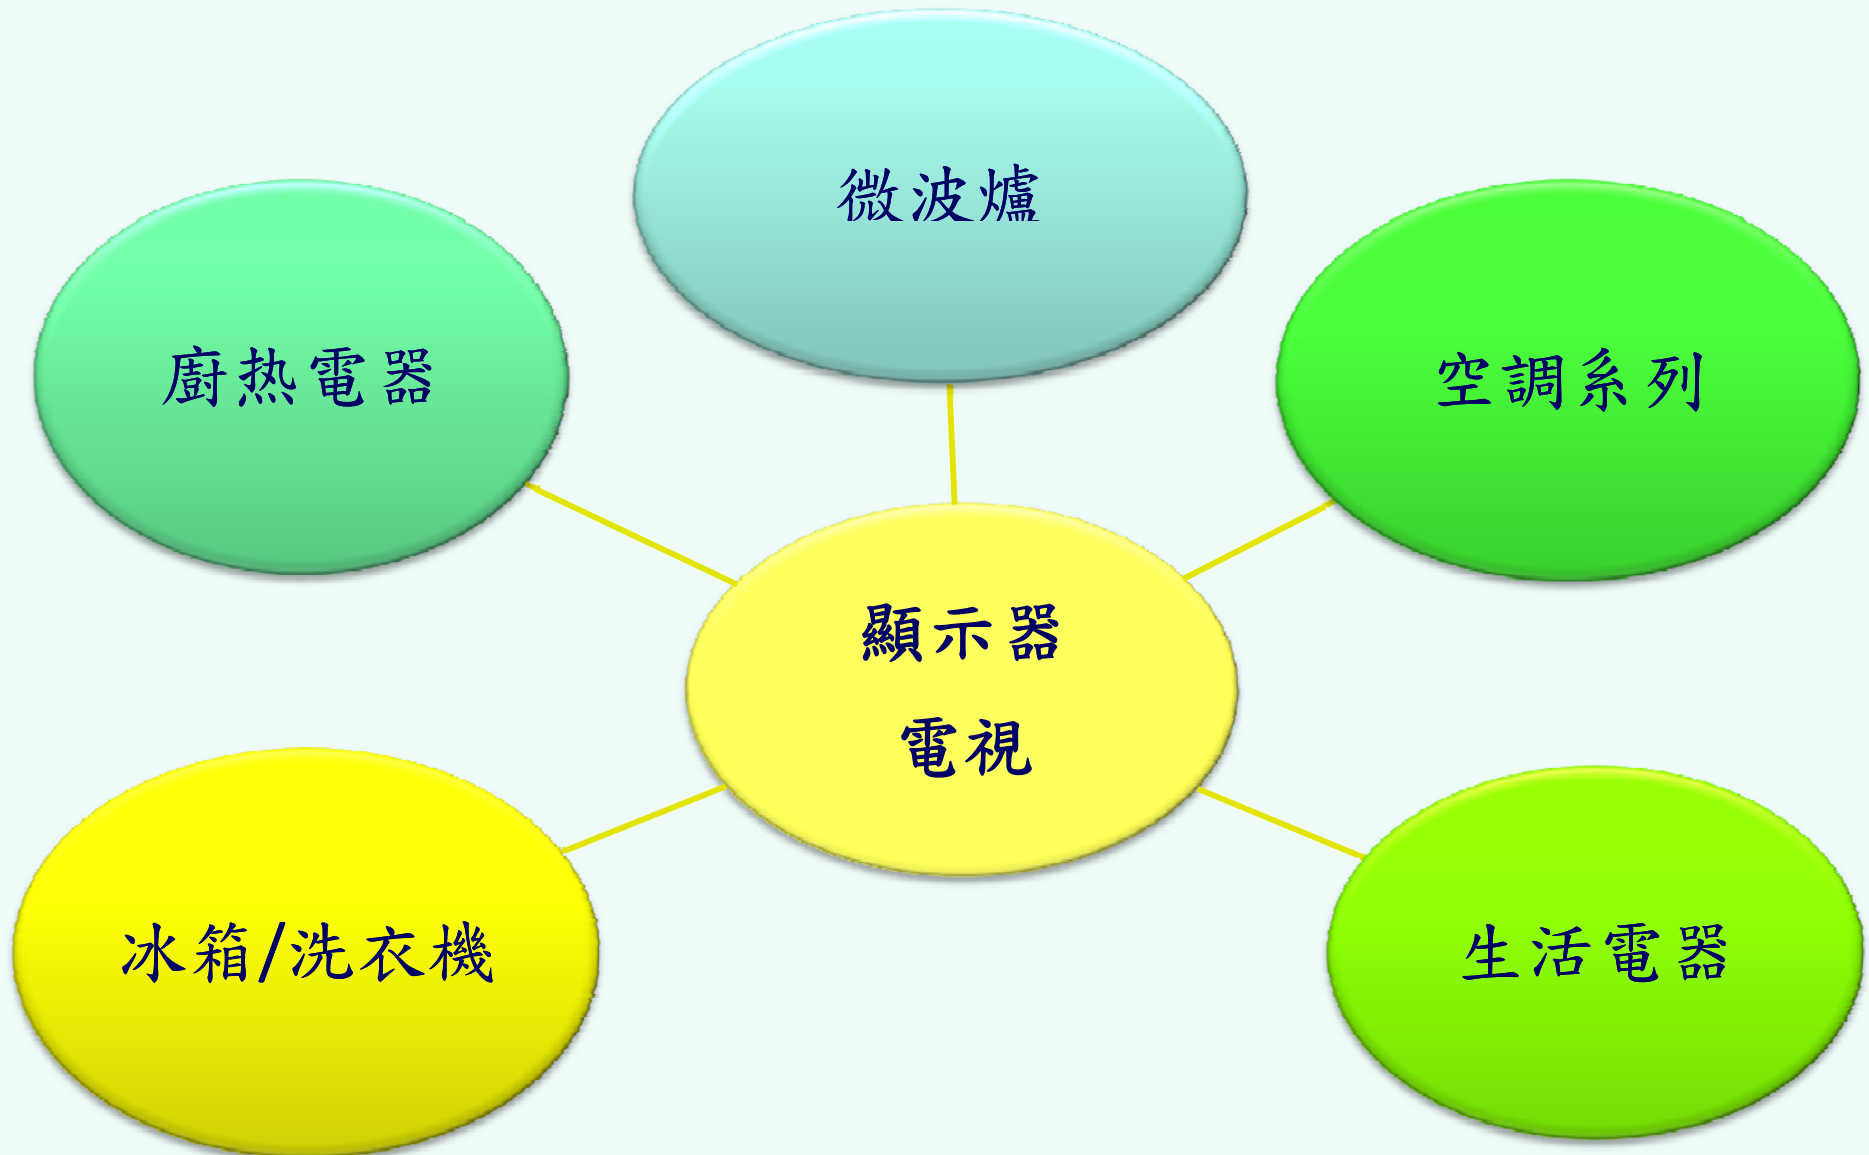 微波爐
廚热電器
空調系列
顯示器
電視
冰箱/洗衣機
生活電器